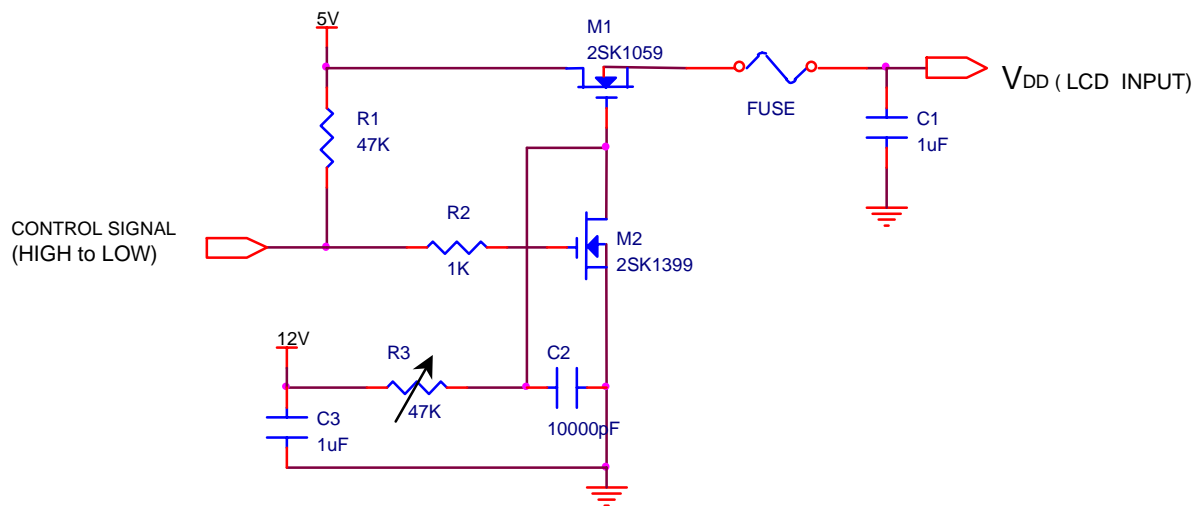 5V
M1
2SK1059
FUSE
VDD ( LCD INPUT)
R1
47K
C1
1uF
CONTROL SIGNAL
(HIGH to LOW)
R2
1K
M2
2SK1399
12V
R3
47K
C2
10000pF
C3
1uF